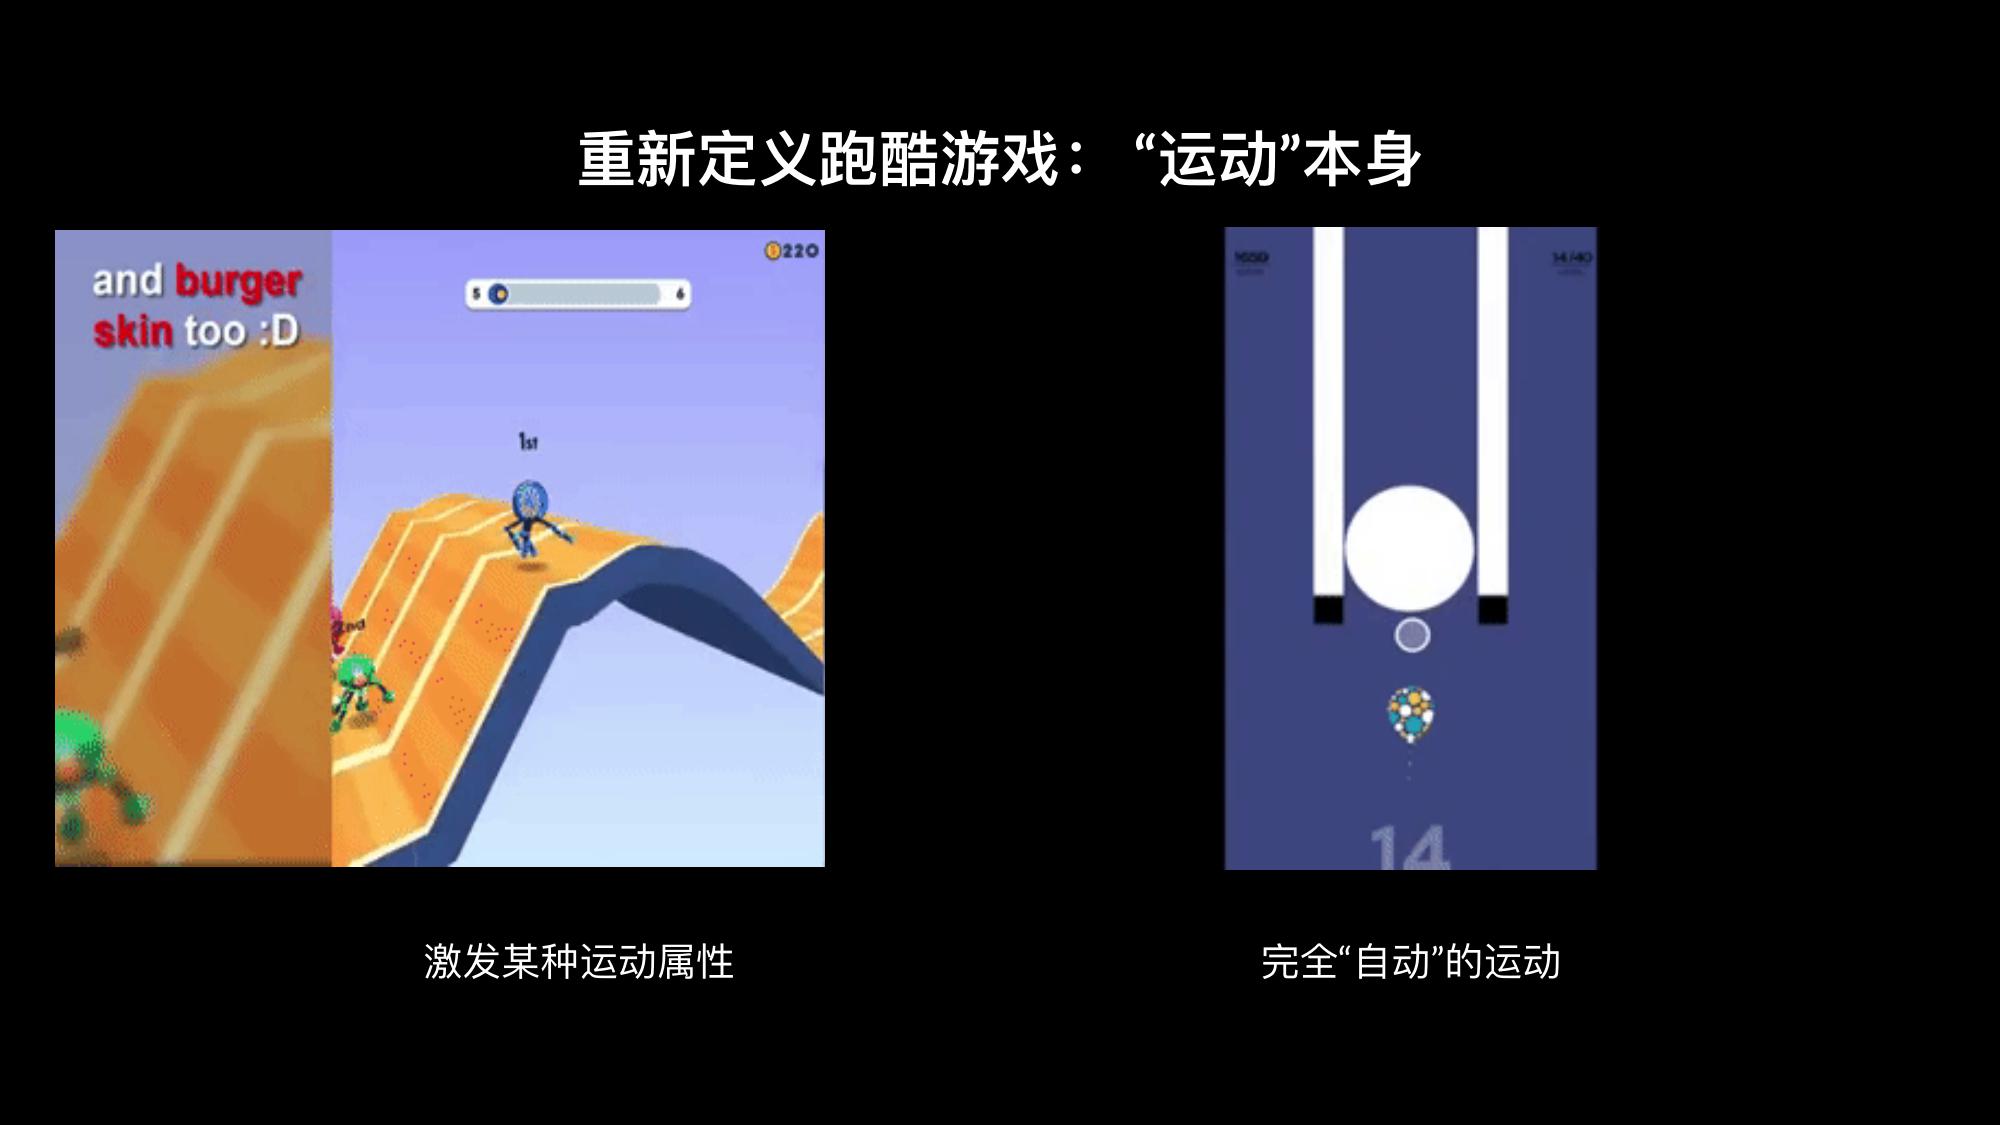 重新定义跑酷游戏：“运动”本身
and burger
skin too :D
220
5 6
1st
2nd
14/40
14
激发某种运动属性
完全“自动”的运动